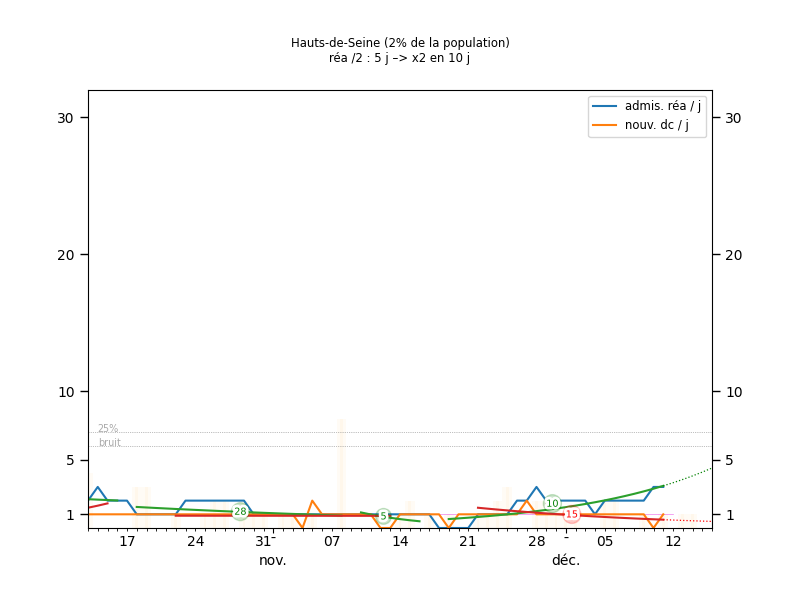 Hauts-de-Seine (2% de la population)
réa /2 : 5 j –> x2 en 10 j
admis. réa / j
nouv. dc / j
30 30
20 20
10 10
25%
bruit
5 5
10
28 5 15
1 1
17 24 31- 07 14 21 28 - 05 12
nov. déc.